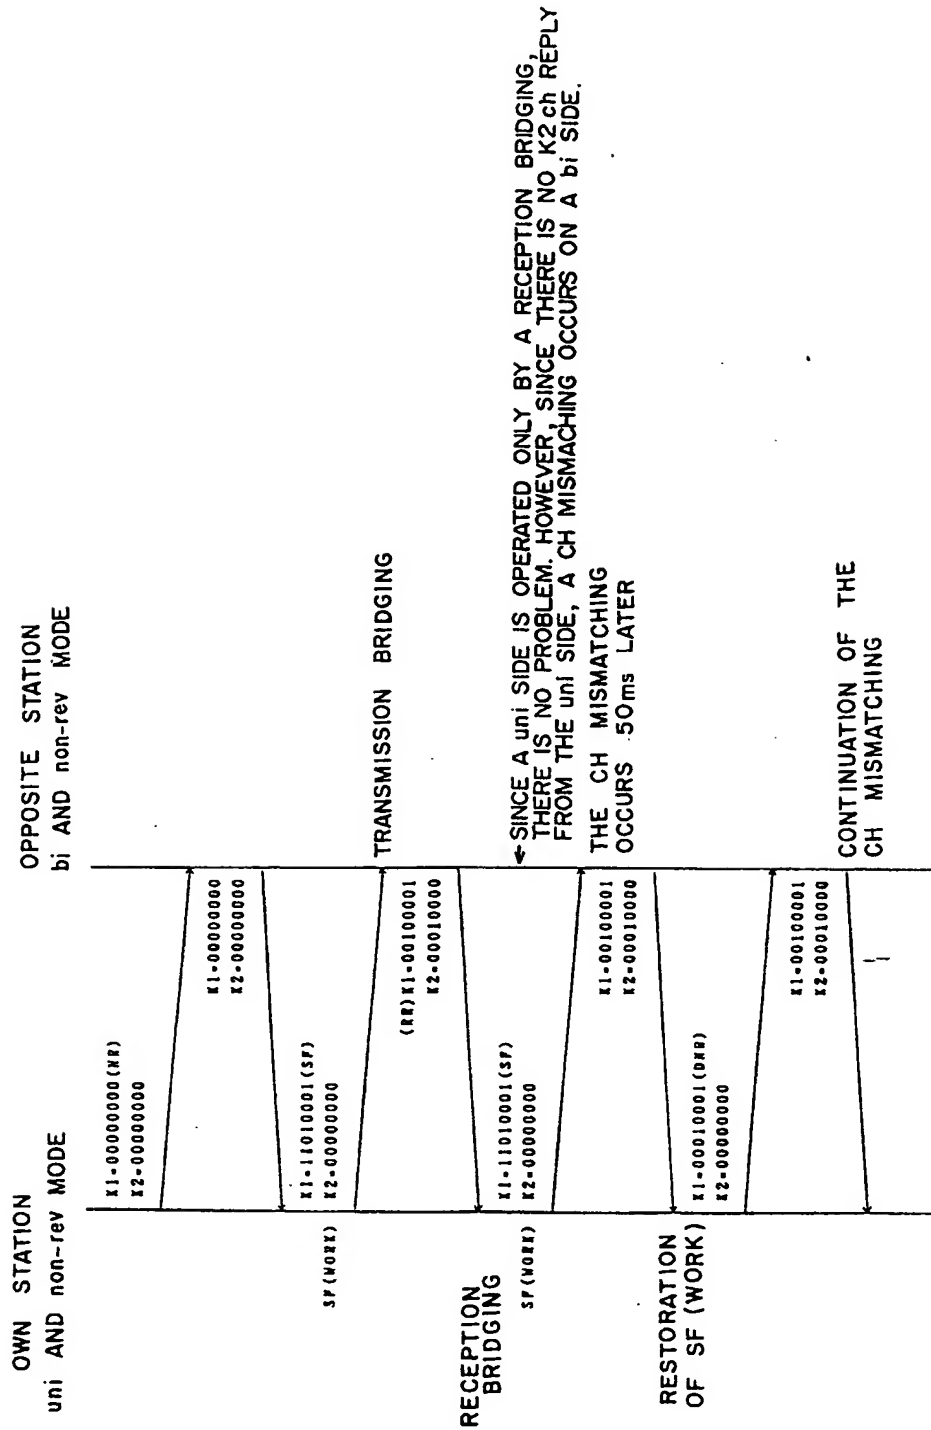 OWN STATION
uni AND non-rev MODE
OPPOSITE STATION
bi AND non-rev MODE
K1=00000000(NR)
K2=00000000
K1=00000000
K2=00000000
SF(WORK)
K1=11010001(SF)
K2=00000000
TRANSMISSION BRIDGING
(RR)K1=00100001
K2=00010000
RECEPTION
BRIDGING
SF(WORK)
K1=11010001(SF)
K2=00000000
SINCE A uni SIDE IS OPERATED ONLY BY A RECEPTION BRIDGING,
THERE IS NO PROBLEM. HOWEVER, SINCE THERE IS NO K2 ch REPLY
FROM THE uni SIDE, A CH MISMACHING OCCURS ON A bi SIDE.
THE CH MISMATCHING
OCCURS 50ms LATER
K1=00100001
K2=00010000
RESTORATION
OF SF (WORK)
K1=00010001(DNR)
K2=00000000
K1=00100001
K2=00010000
CONTINUATION OF THE
CH MISMATCHING